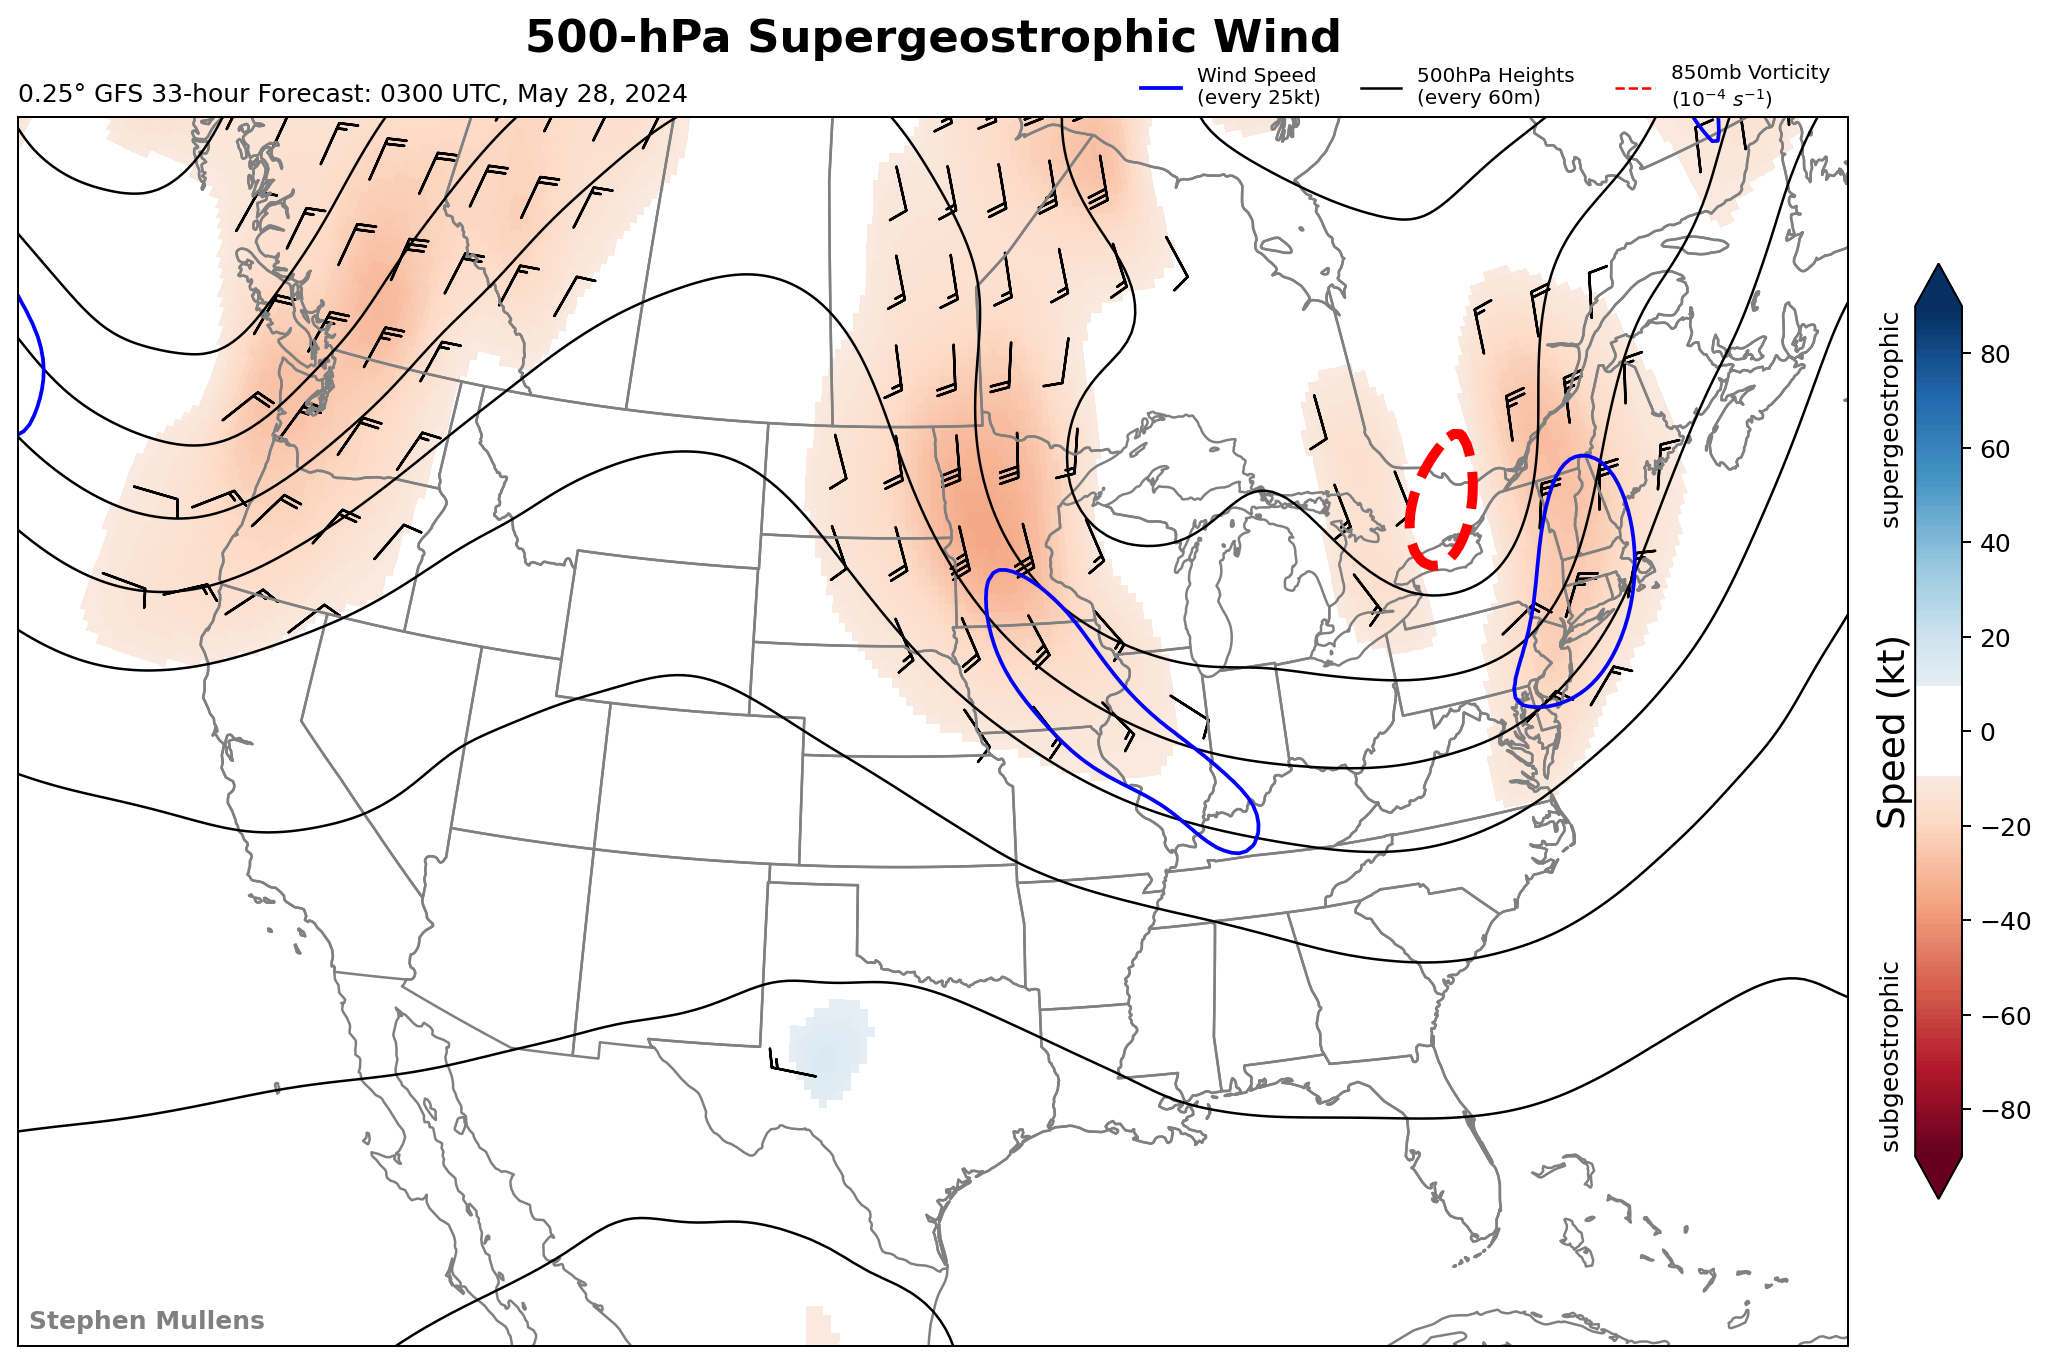 500-hPa Supergeostrophic Wind
0.25° GFS 33-hour Forecast: 0300 UTC, May 28, 2024
Wind Speed
(every 25kt)
500hPa Heights
(every 60m)
850mb Vorticity
(10⁻⁴ s⁻¹)
supergeostrophic
subgeostrophic
Speed (kt)
80
60
40
20
0
−20
−40
−60
−80
Stephen Mullens